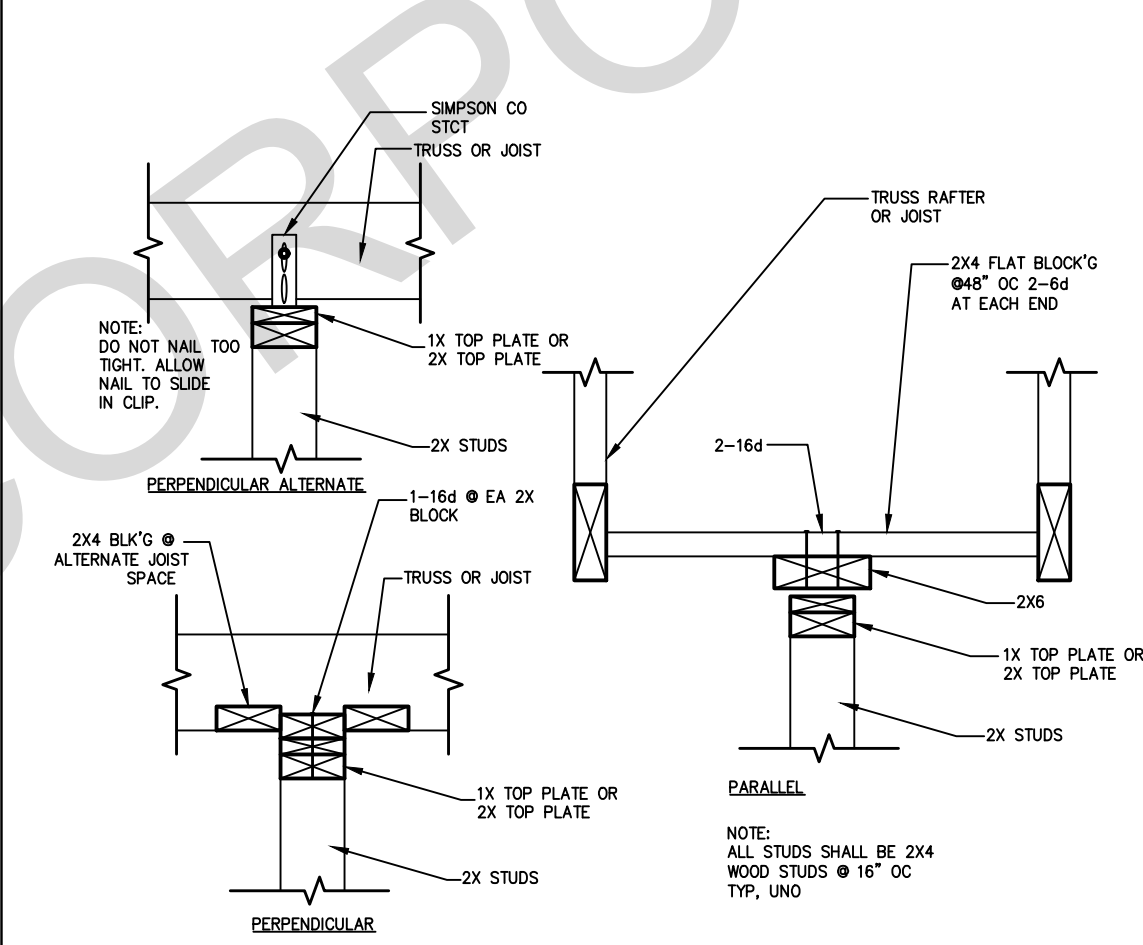 CORPO
SIMPSON CO
STCT
TRUSS OR JOIST
NOTE:
DO NOT NAIL TOO
TIGHT. ALLOW
NAIL TO SLIDE
IN CLIP.
1X TOP PLATE OR
2X TOP PLATE
2X STUDS
PERPENDICULAR ALTERNATE
TRUSS RAFTER
OR JOIST
2X4 FLAT BLOCK'G
@48" OC 2-6d
AT EACH END
2-16d
2X6
1X TOP PLATE OR
2X TOP PLATE
2X STUDS
PARALLEL
NOTE:
ALL STUDS SHALL BE 2X4
WOOD STUDS @ 16" OC
TYP, UNO
1-16d @ EA 2X
BLOCK
2X4 BLK'G @
ALTERNATE JOIST
SPACE
TRUSS OR JOIST
1X TOP PLATE OR
2X TOP PLATE
2X STUDS
PERPENDICULAR